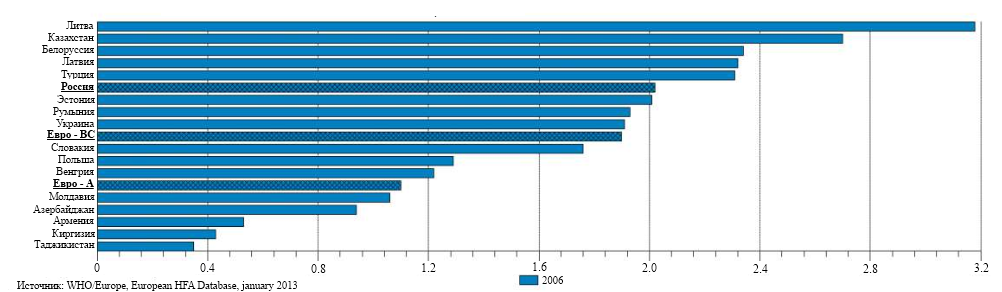 Литва
Казахстан
Белоруссия
Латвия
Турция
Россия
Эстония
Румыния
Украина
Евро - ВС
Словакия
Польша
Венгрия
Евро - А
Молдавия
Азербайджан
Армения
Киргизия
Таджикистан
0 0.4 0.8 1.2 1.6 2.0 2.4 2.8 3.2
2006
Источник: WHO/Europe, European HFA Database, january 2013